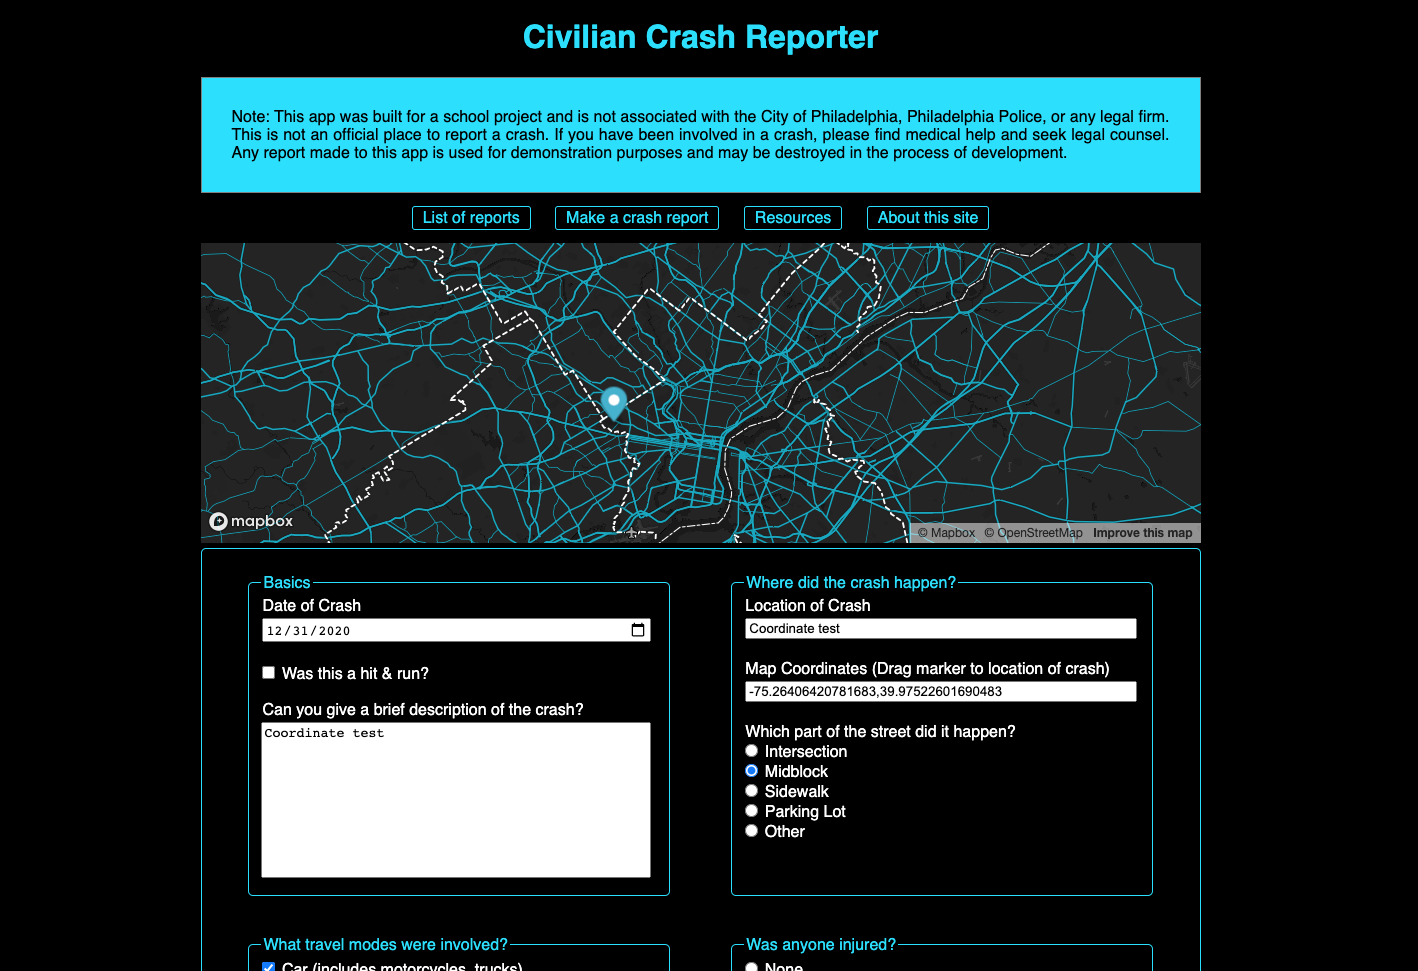 Civilian Crash Reporter
Note: This app was built for a school project and is not associated with the City of Philadelphia, Philadelphia Police, or any legal firm.
This is not an official place to report a crash. If you have been involved in a crash, please find medical help and seek legal counsel.
Any report made to this app is used for demonstration purposes and may be destroyed in the process of development.
List of reports Make a crash report Resources About this site
mapbox
© Mapbox © OpenStreetMap Improve this map
Basics
Date of Crash
12/31/2020
Was this a hit & run?
Can you give a brief description of the crash?
Coordinate test
Where did the crash happen?
Location of Crash
Coordinate test
Map Coordinates (Drag marker to location of crash)
-75.26406420781683,39.97522601690483
Which part of the street did it happen?
Intersection
Midblock
Sidewalk
Parking Lot
Other
What travel modes were involved?
Car (includes motorcycles, trucks)
Was anyone injured?
None